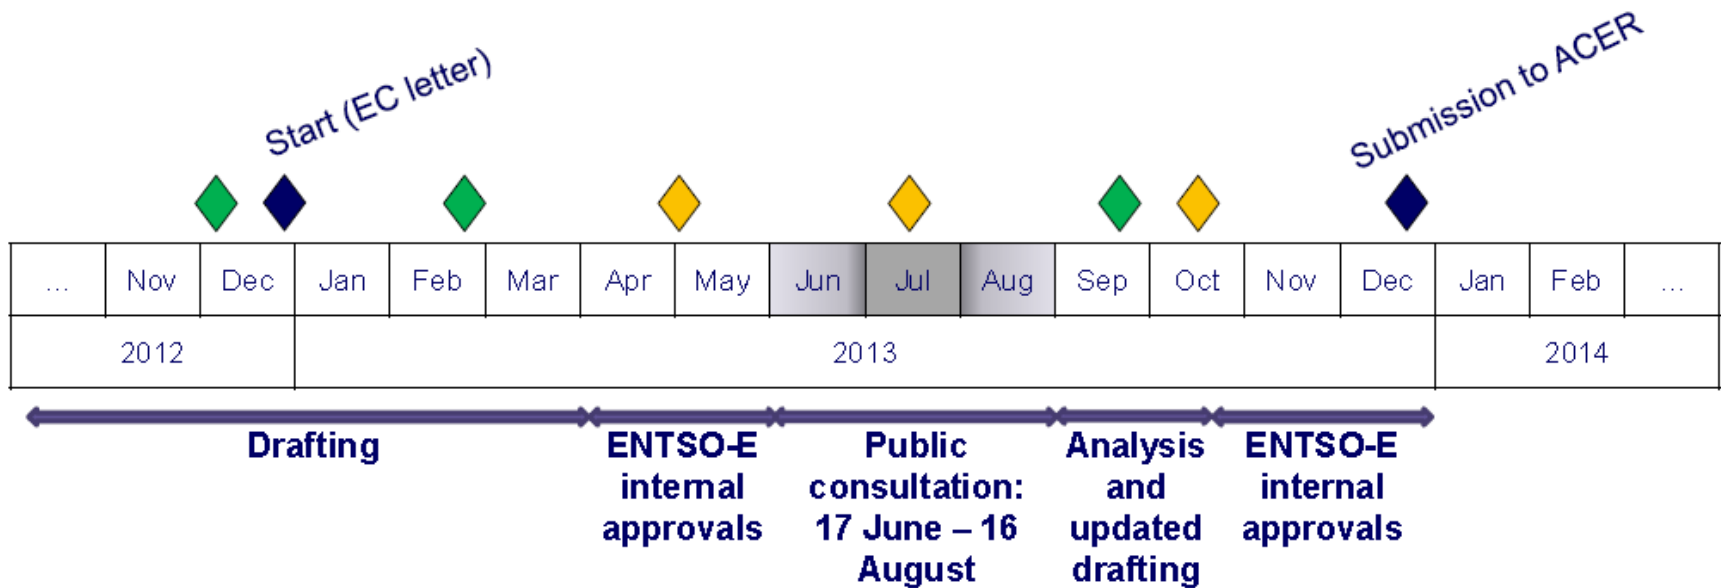 Start (EC letter)
Submission to ACER
... Nov Dec Jan Feb Mar Apr May Jun Jul Aug Sep Oct Nov Dec Jan Feb ...
2012 2013 2014
Drafting
ENTSO-E
internal
approvals
Public
consultation:
17 June – 16
August
Analysis
and
updated
drafting
ENTSO-E
internal
approvals